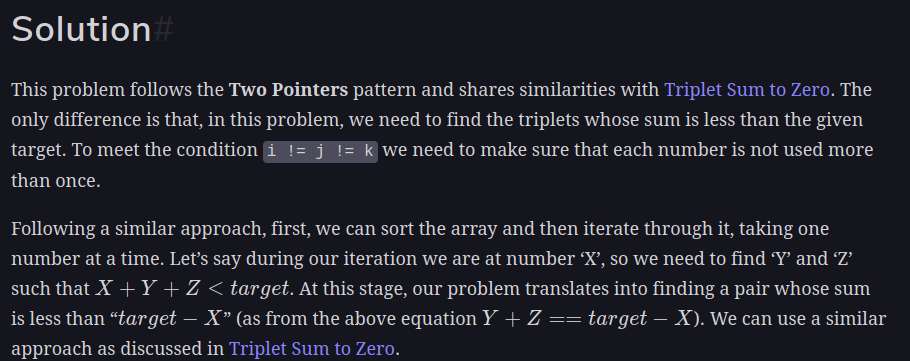 Solution#
This problem follows the Two Pointers pattern and shares similarities with Triplet Sum to Zero. The
only difference is that, in this problem, we need to find the triplets whose sum is less than the given
target. To meet the condition i != j != k we need to make sure that each number is not used more
than once.
Following a similar approach, first, we can sort the array and then iterate through it, taking one
number at a time. Let’s say during our iteration we are at number ‘X’, so we need to find ‘Y’ and ‘Z’
such that X + Y + Z < target. At this stage, our problem translates into finding a pair whose sum
is less than “target − X” (as from the above equation Y + Z == target − X). We can use a similar
approach as discussed in Triplet Sum to Zero.